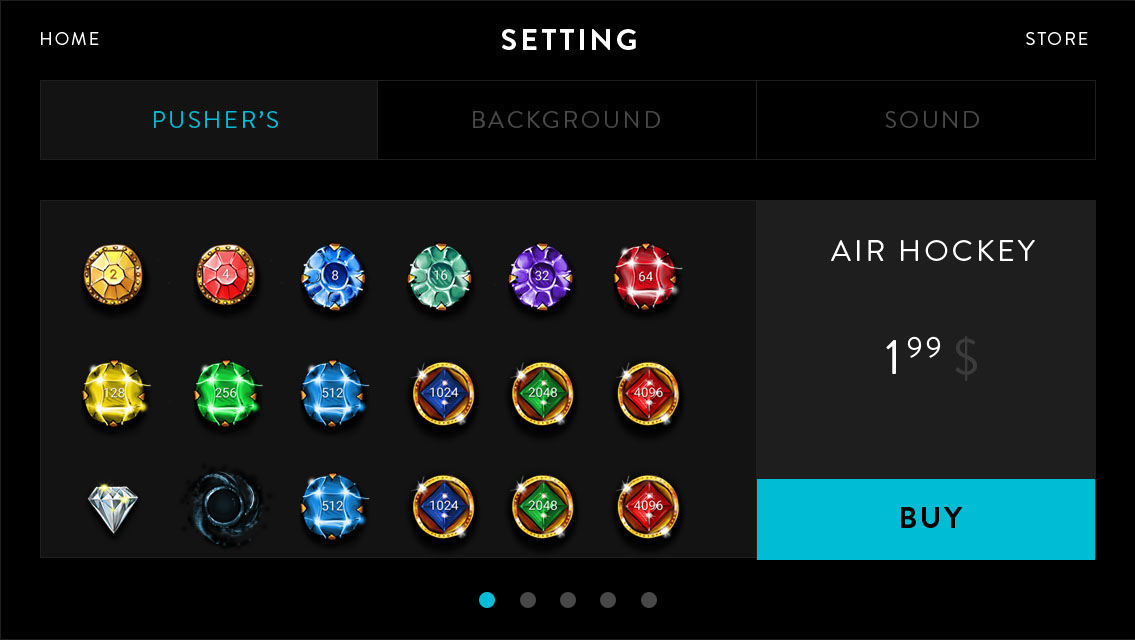 HOME SETTING STORE
PUSHER’S BACKGROUND SOUND
AIR HOCKEY
2 4 8 16 32 64
1 99 $
128 256 512 1024 2048 4096
512 1024 2048 4096
BUY